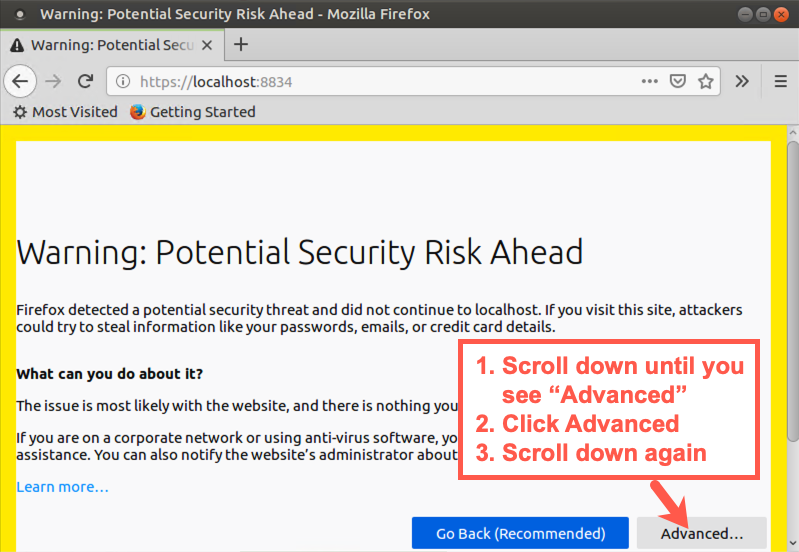 Warning: Potential Security Risk Ahead - Mozilla Firefox
Warning: Potential Secu
https://localhost:8834
Most Visited Getting Started
Warning: Potential Security Risk Ahead
Firefox detected a potential security threat and did not continue to localhost. If you visit this site, attackers
could try to steal information like your passwords, emails, or credit card details.
What can you do about it?
The issue is most likely with the website, and there is nothing you
If you are on a corporate network or using anti-virus software, yo
assistance. You can also notify the website's administrator about
Learn more…
1. Scroll down until you
see “Advanced”
2. Click Advanced
3. Scroll down again
Go Back (Recommended) Advanced…